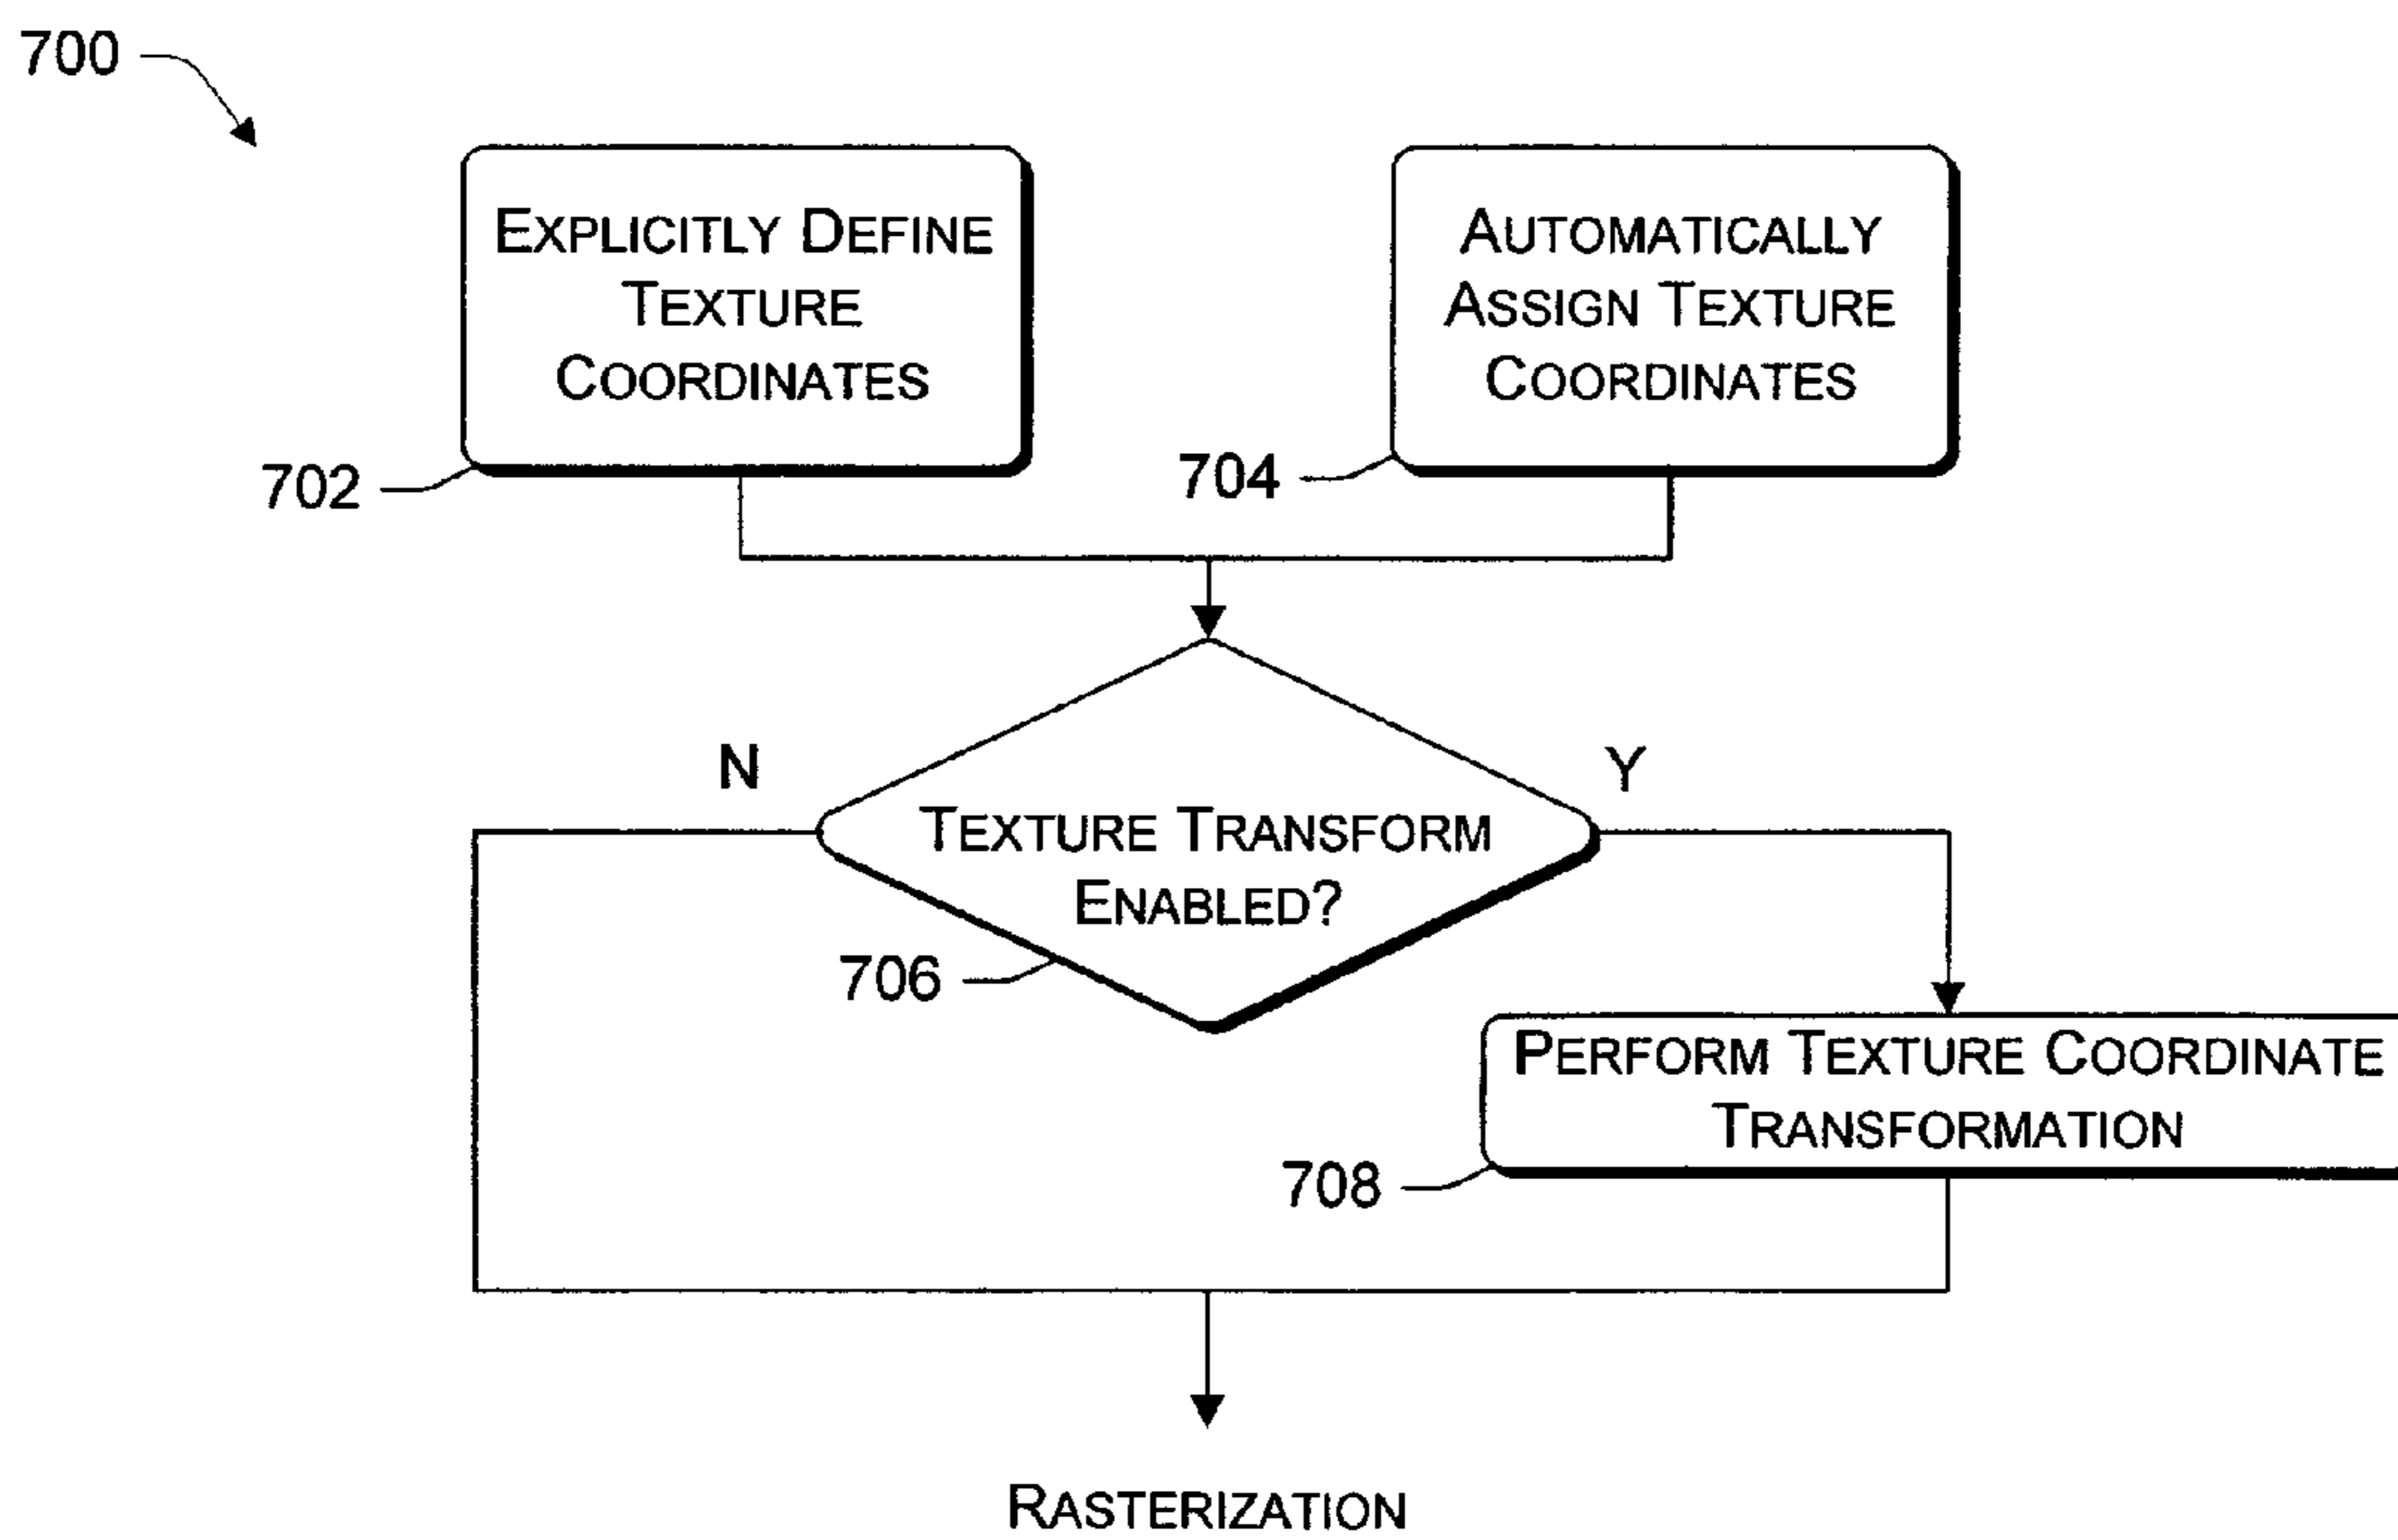 700
EXPLICITLY DEFINE
TEXTURE
COORDINATES
702
AUTOMATICALLY
ASSIGN TEXTURE
COORDINATES
704
N
Y
TEXTURE TRANSFORM
ENABLED?
706
PERFORM TEXTURE COORDINATE
TRANSFORMATION
708
RASTERIZATION